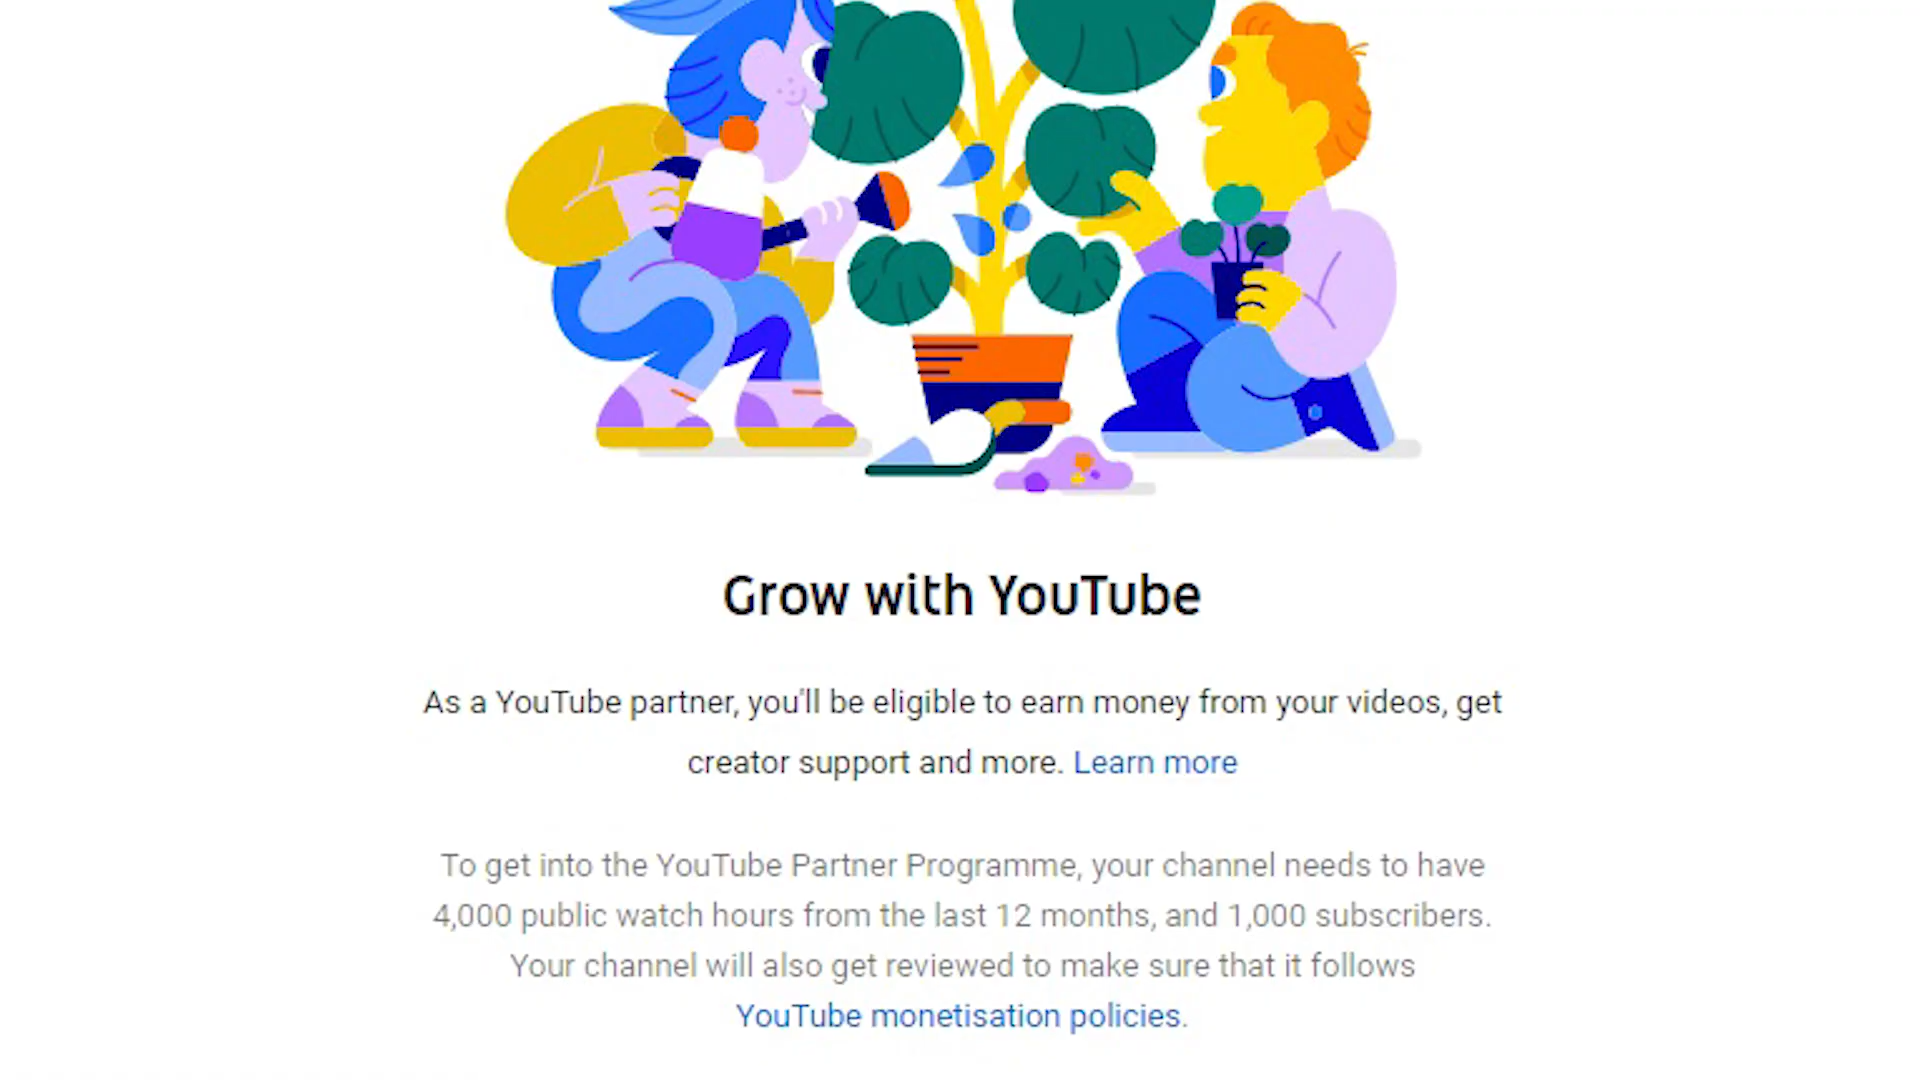 Grow with YouTube
As a YouTube partner, you'll be eligible to earn money from your videos, get
creator support and more. Learn more
To get into the YouTube Partner Programme, your channel needs to have
4,000 public watch hours from the last 12 months, and 1,000 subscribers.
Your channel will also get reviewed to make sure that it follows
YouTube monetisation policies.